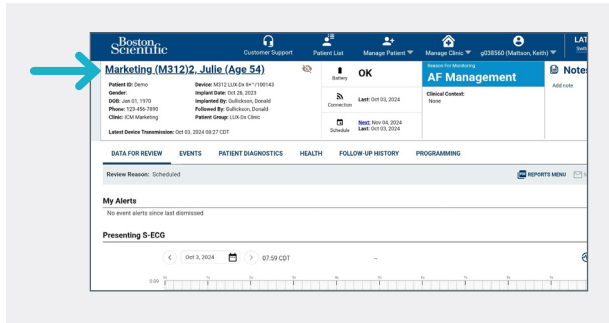 Boston
Scientific
Customer Support
Patient List
Manage Patient
Manage Clinic
g038560 (Mattson, Keith)
LAT
Marketing (M312)2, Julie (Age 54)
Patient ID: Demo
Gender:
DOB: Jan 01, 1970
Phone: 123-456-7890
Clinic: ICM Marketing
Device: M312 LUX-Dx II+™/100143
Implant Date: Oct 26, 2023
Implanted By: Gullickson, Donald
Followed By: Gullickson, Donald
Patient Group: LUX-Dx Clinic
Latest Device Transmission: Oct 03, 2024 08:27 CDT
Battery
OK
Connection
Last: Oct 03, 2024
Schedule
Next: Nov 04, 2024
Last: Oct 03, 2024
Reason For Monitoring
AF Management
Clinical Context:
None
Notes
Add note
DATA FOR REVIEW EVENTS PATIENT DIAGNOSTICS HEALTH FOLLOW-UP HISTORY PROGRAMMING
Review Reason: Scheduled
REPORTS MENU
My Alerts
No event alerts since last dismissed
Presenting S-ECG
Oct 3, 2024
07:59 CDT
--
0.00